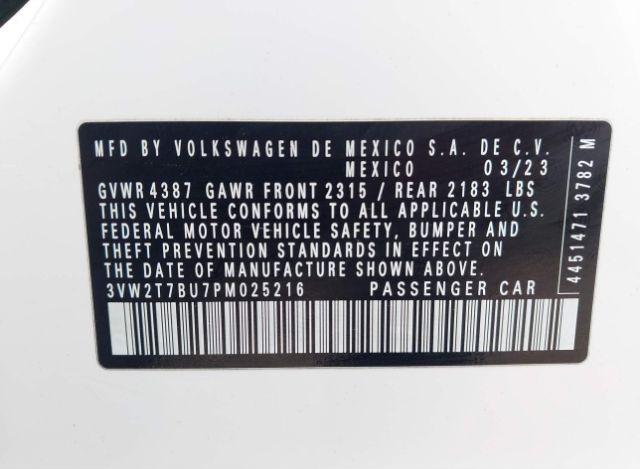 MFD BY VOLKSWAGEN DE MEXICO S.A. DE C.V.
MEXICO 03/23
GVWR 4387 GAWR FRONT 2315 / REAR 2183 LBS
THIS VEHICLE CONFORMS TO ALL APPLICABLE U.S.
FEDERAL MOTOR VEHICLE SAFETY, BUMPER AND
THEFT PREVENTION STANDARDS IN EFFECT ON
THE DATE OF MANUFACTURE SHOWN ABOVE.
3VW2T7BU7PM025216 PASSENGER CAR
4451471 3782 M